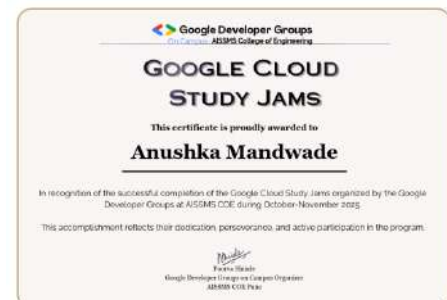 Google Developer Groups
On Campus · AISSMS College of Engineering
GOOGLE CLOUD
STUDY JAMS
This certificate is proudly awarded to
Anushka Mandwade
In recognition of the successful completion of the Google Cloud Study Jams organized by the Google
Developer Groups at AISSMS COE during October-November 2025.
This accomplishment reflects their dedication, perseverance, and active participation in the program.
Google Developer Groups on Campus Organizer
AISSMS COE Pune